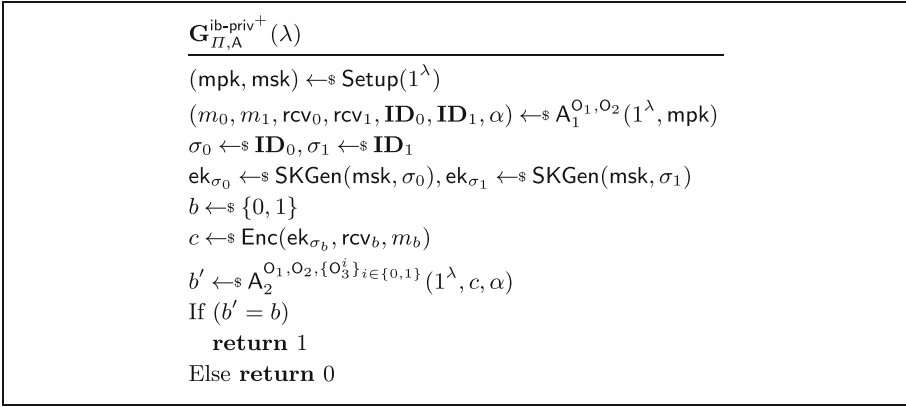 G^{ib-priv^+}_{Π,A}(λ)
(mpk, msk) ←$ Setup(1^λ)
(m_0, m_1, rcv_0, rcv_1, ID_0, ID_1, α) ←$ A_1^{O_1,O_2}(1^λ, mpk)
σ_0 ←$ ID_0, σ_1 ←$ ID_1
ek_{σ_0} ←$ SKGen(msk, σ_0), ek_{σ_1} ←$ SKGen(msk, σ_1)
b ←$ {0, 1}
c ←$ Enc(ek_{σ_b}, rcv_b, m_b)
b′ ←$ A_2^{O_1,O_2,{O_3^i}_{i∈{0,1}}}(1^λ, c, α)
If (b′ = b)
return 1
Else return 0